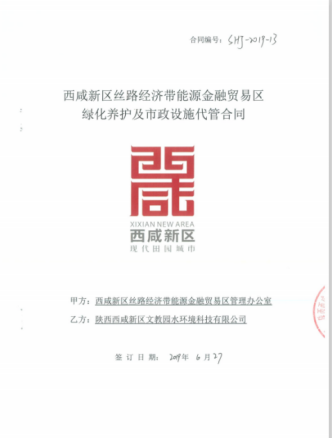 合同编号：SHJ-2019-13
西咸新区丝路经济带能源金融贸易区
绿化养护及市政设施代管合同
西咸
XIXIAN NEW AREA
西咸新区
现代田园城市
甲方：西咸新区丝路经济带能源金融贸易区管理办公室
乙方：陕西西咸新区文教园水环境科技有限公司
签订日期：2019年6月27